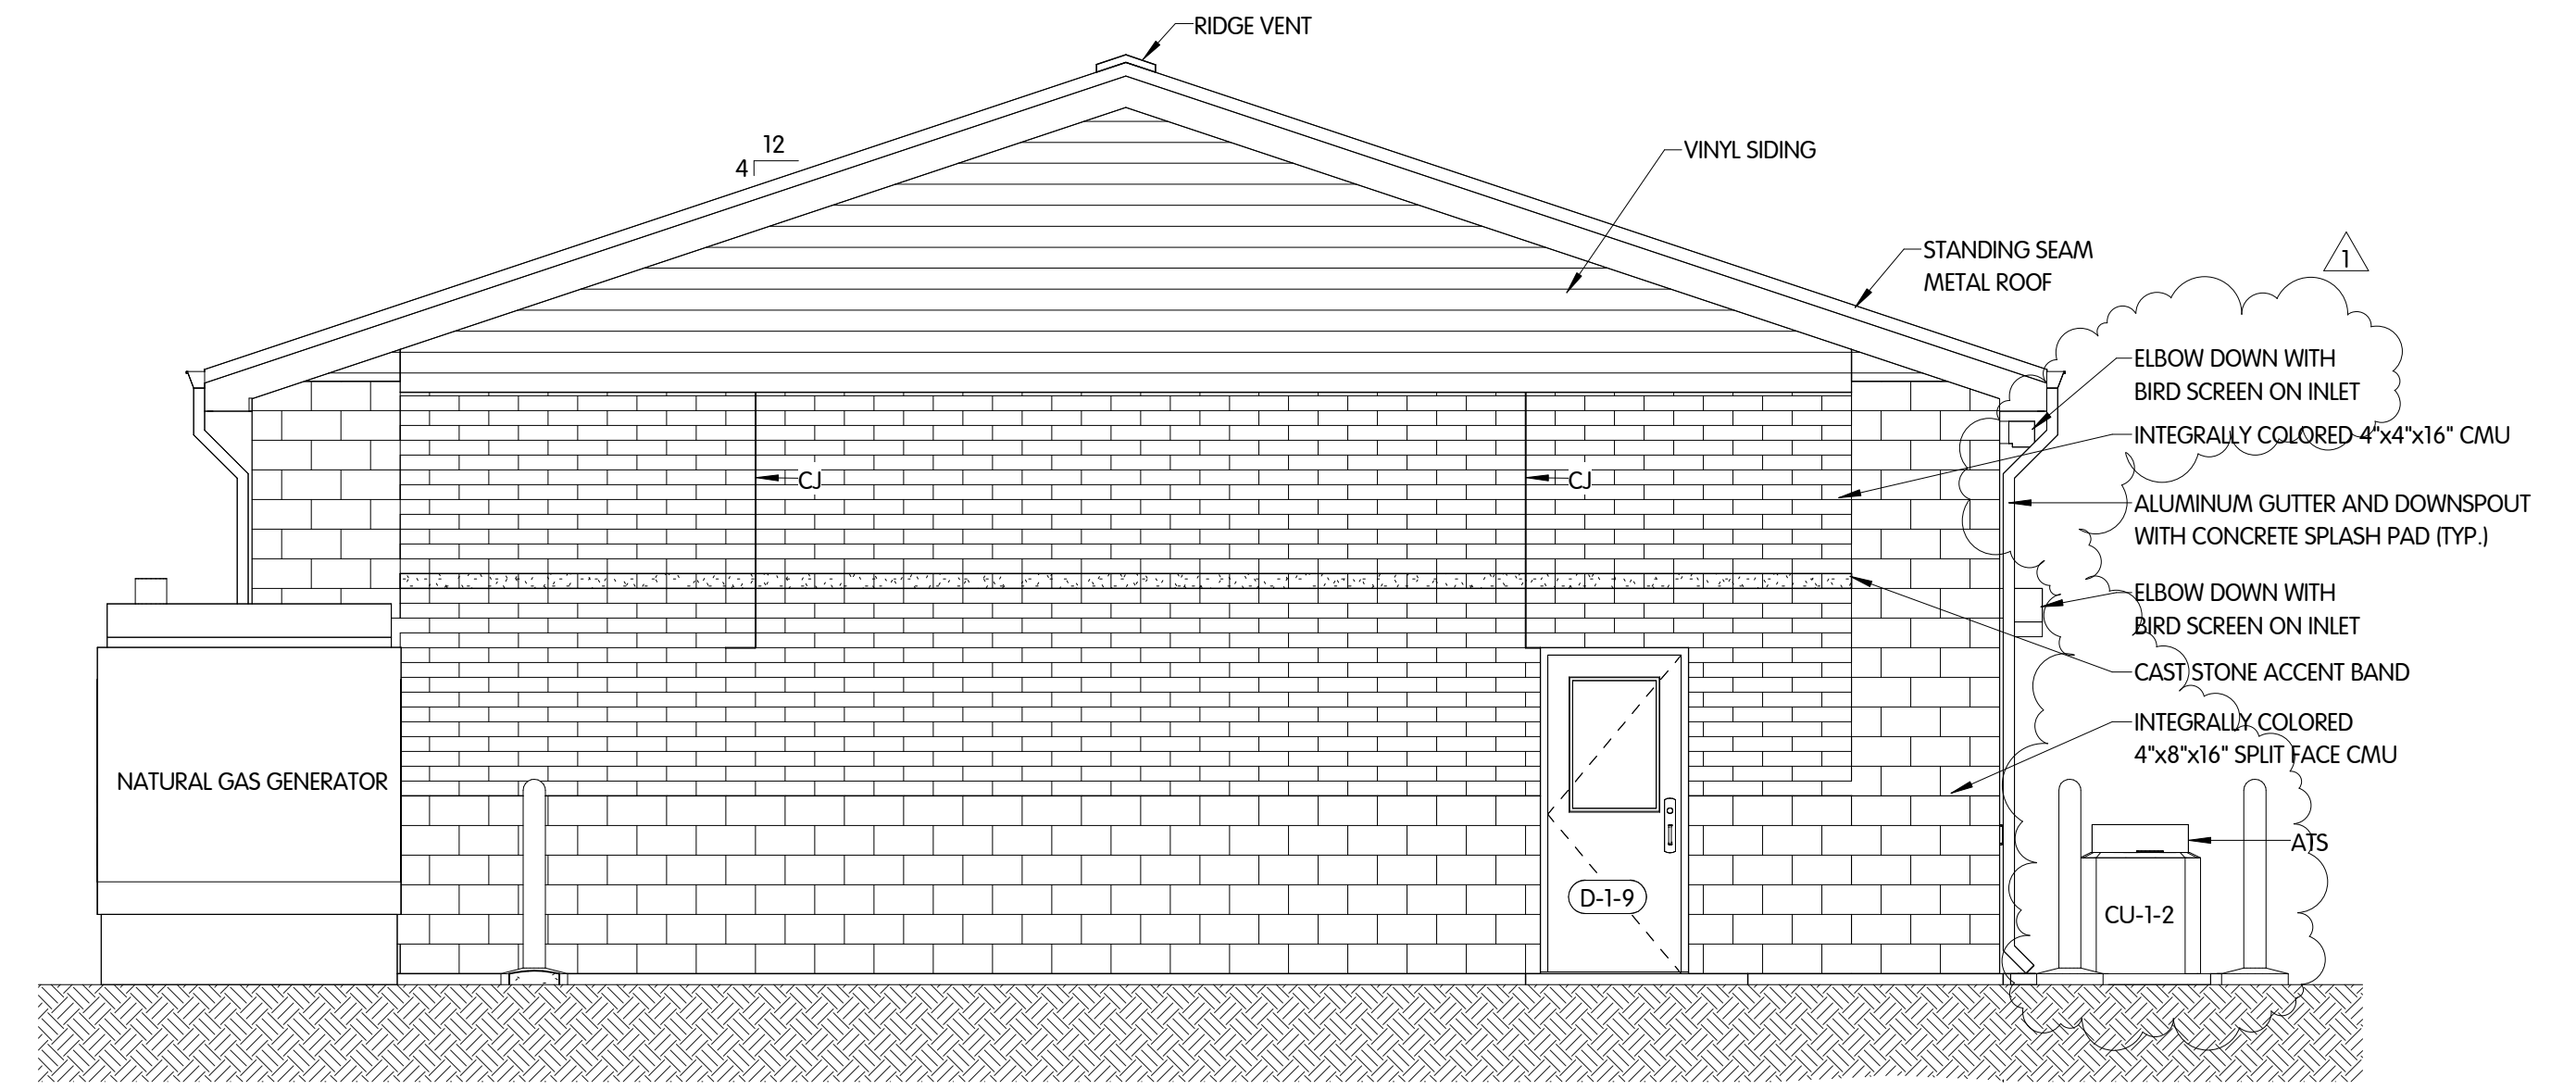 RIDGE VENT
12
4
VINYL SIDING
STANDING SEAM
METAL ROOF
1
ELBOW DOWN WITH
BIRD SCREEN ON INLET
INTEGRALLY COLORED 4"x4"x16" CMU
CJ
CJ
ALUMINUM GUTTER AND DOWNSPOUT
WITH CONCRETE SPLASH PAD (TYP.)
ELBOW DOWN WITH
BIRD SCREEN ON INLET
CAST STONE ACCENT BAND
INTEGRALLY COLORED
4"x8"x16" SPLIT FACE CMU
NATURAL GAS GENERATOR
ATS
D-1-9
CU-1-2